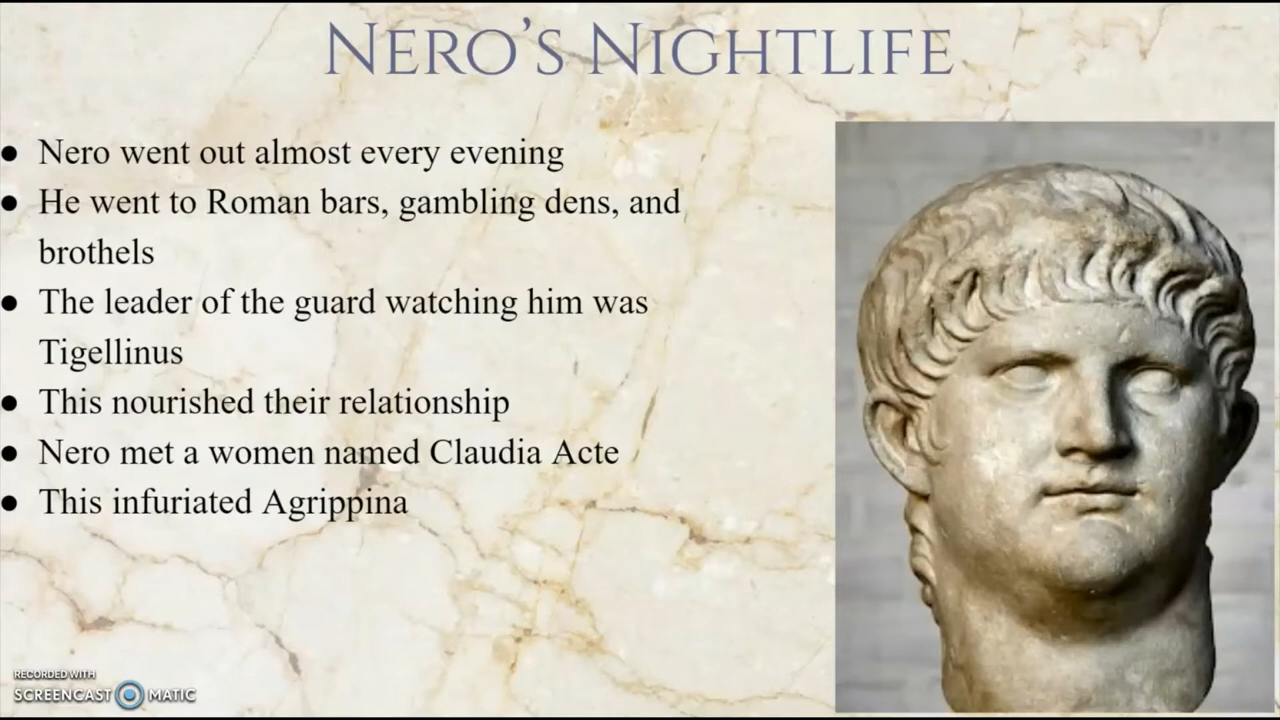 NERO'S NIGHTLIFE
● Nero went out almost every evening
● He went to Roman bars, gambling dens, and
brothels
● The leader of the guard watching him was
Tigellinus
● This nourished their relationship
● Nero met a women named Claudia Acte
● This infuriated Agrippina
RECORDED WITH
SCREENCAST MATIC